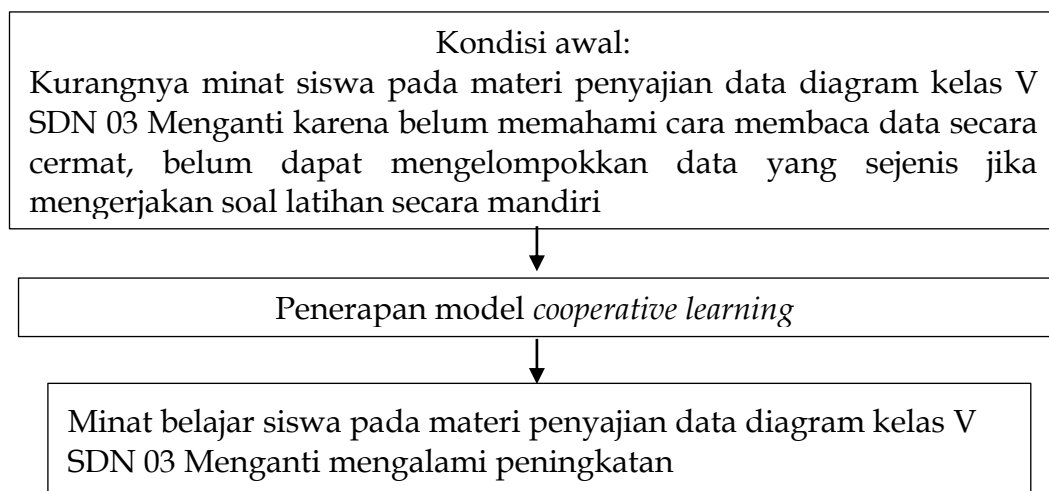 Kondisi awal:
Kurangnya minat siswa pada materi penyajian data diagram kelas V
SDN 03 Menganti karena belum memahami cara membaca data secara
cermat, belum dapat mengelompokkan data yang sejenis jika
mengerjakan soal latihan secara mandiri
Penerapan model cooperative learning
Minat belajar siswa pada materi penyajian data diagram kelas V
SDN 03 Menganti mengalami peningkatan